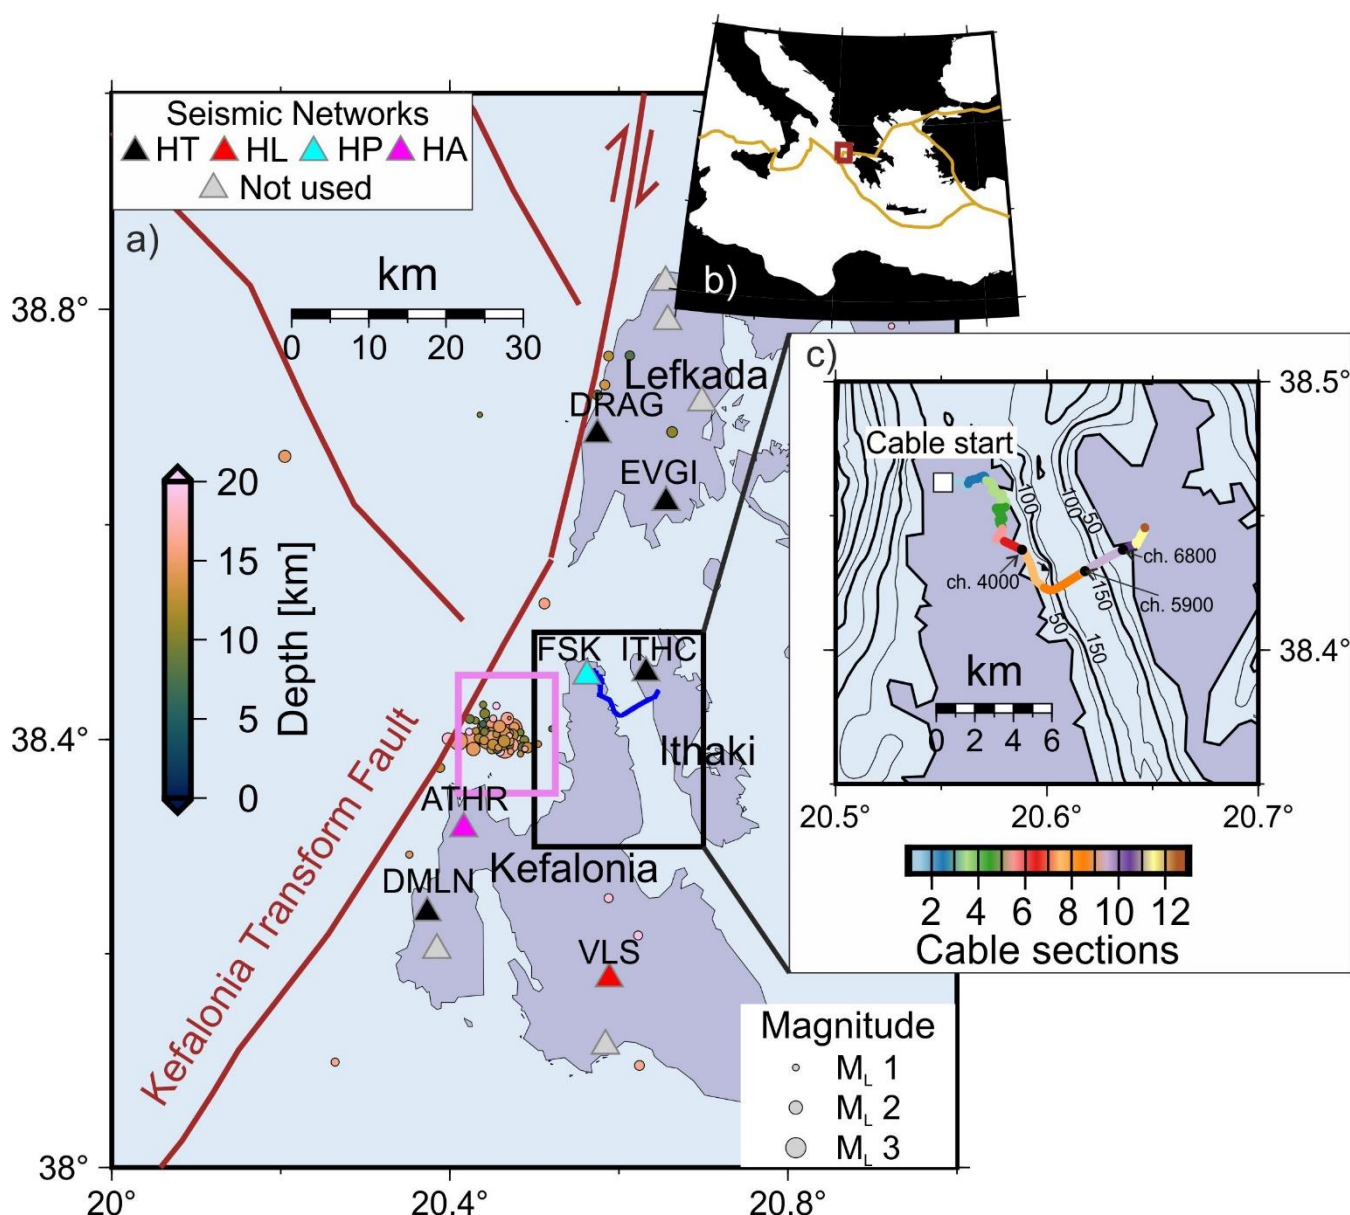 Seismic Networks
HT HL HP HA
Not used
a)
km
0 10 20 30
b)
38.8°
38.4°
38°
20° 20.4° 20.8°
Lefkada
DRAG
EVGI
20
15
10
5
0
Depth [km]
FSK ITHC
Ithaki
ATHR
Kefalonia
DMLN
VLS
Kefalonia Transform Fault
Magnitude
ML 1
ML 2
ML 3
c)
38.5°
38.4°
Cable start
100
100
50
ch. 6800
ch. 4000
ch. 5900
50
150
150
km
0 2 4 6
20.5° 20.6° 20.7°
2 4 6 8 10 12
Cable sections